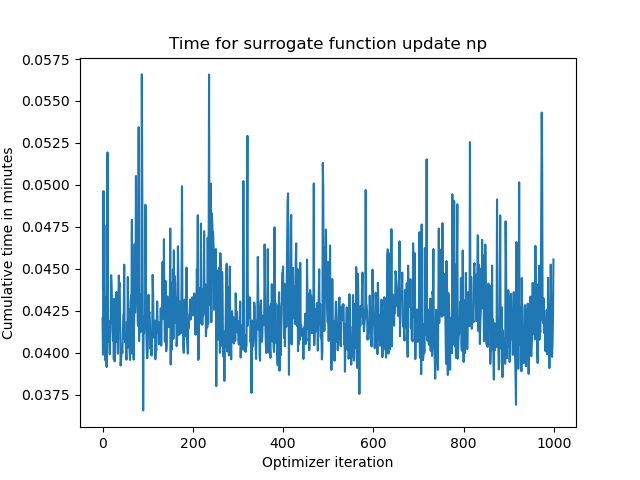 Time for surrogate function update np
Cumulative time in minutes
0.0575
0.0550
0.0525
0.0500
0.0475
0.0450
0.0425
0.0400
0.0375
0 200 400 600 800 1000
Optimizer iteration